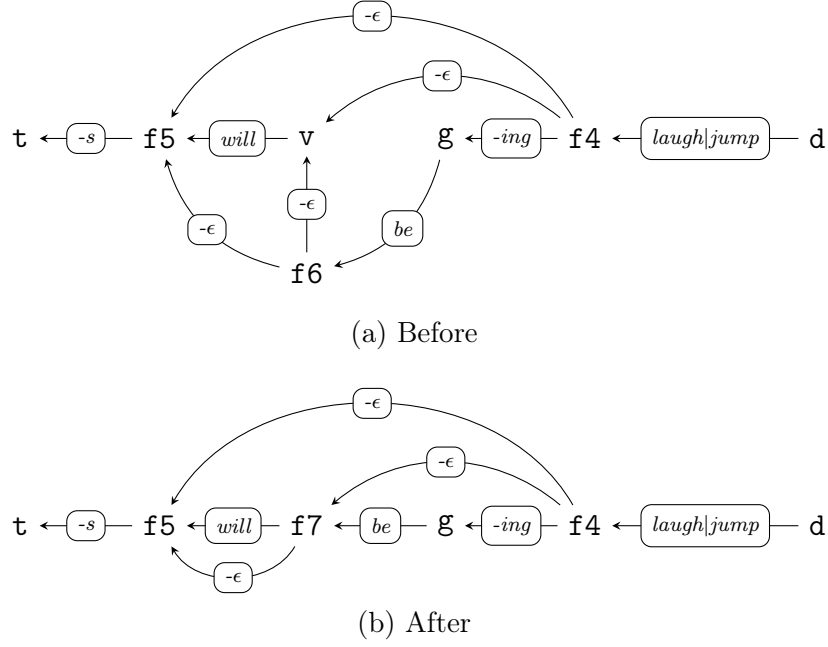 -ϵ
-ϵ
t -s f5 will v g -ing f4 laugh|jump d
-ϵ
-ϵ be
f6
(a) Before
-ϵ
-ϵ
t -s f5 will f7 be g -ing f4 laugh|jump d
-ϵ
(b) After